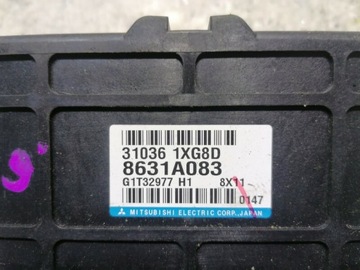 31036 1XG8D
8631A083
G1T32977 H1 8X11
0147
MITSUBISHI ELECTRIC CORP., JAPAN